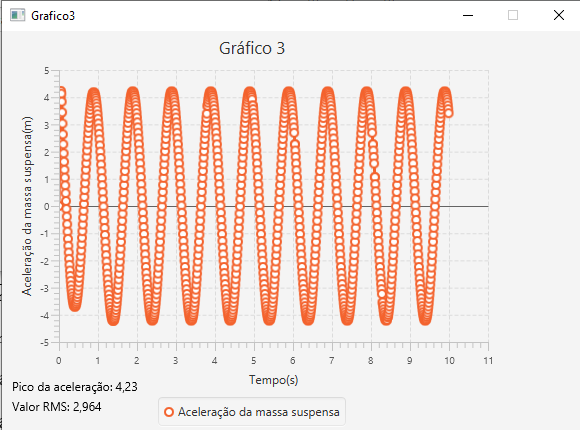 Grafico3
Gráfico 3
5
4
3
2
1
0
-1
-2
-3
-4
-5
Aceleração da massa suspensa(m)
0 1 2 3 4 5 6 7 8 9 10 11
Tempo(s)
Pico da aceleração: 4,23
Valor RMS: 2,964
Aceleração da massa suspensa